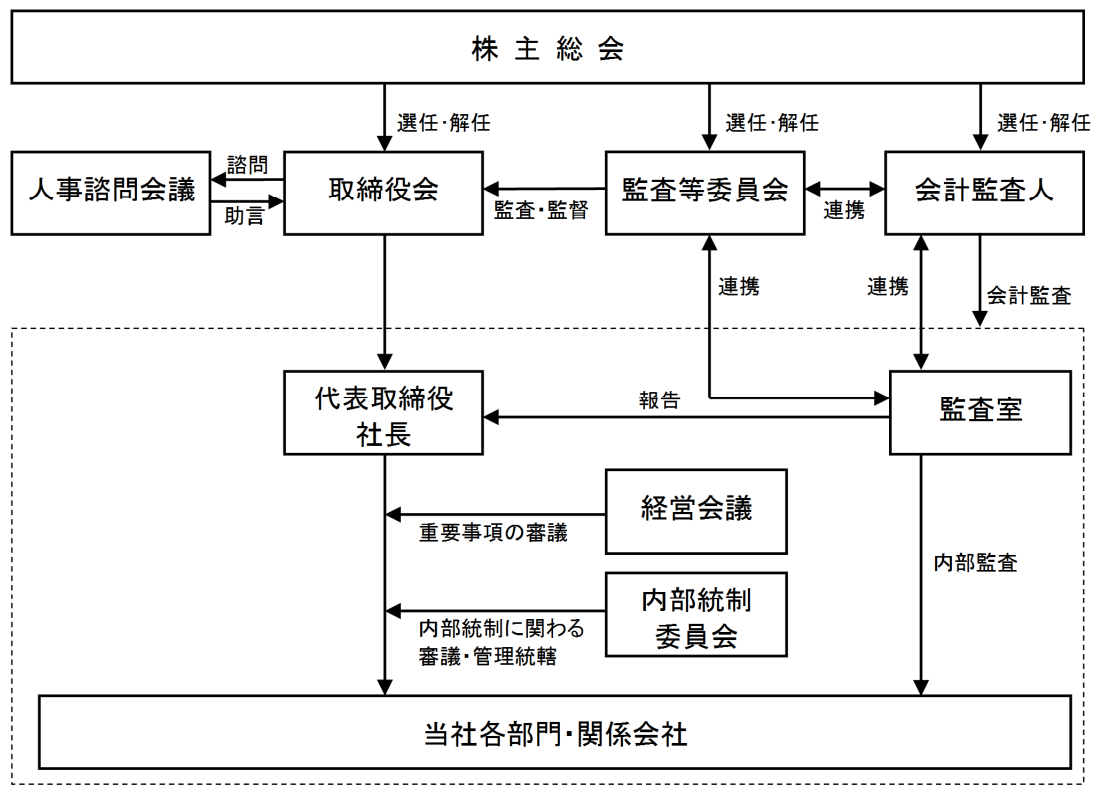 株主総会
選任・解任
選任・解任
選任・解任
人事諮問会議
諮問
助言
取締役会
監査・監督
監査等委員会
連携
会計監査人
連携
連携
会計監査
代表取締役
社長
報告
監査室
経営会議
重要事項の審議
内部監査
内部統制
委員会
内部統制に関わる
審議・管理統轄
当社各部門・関係会社